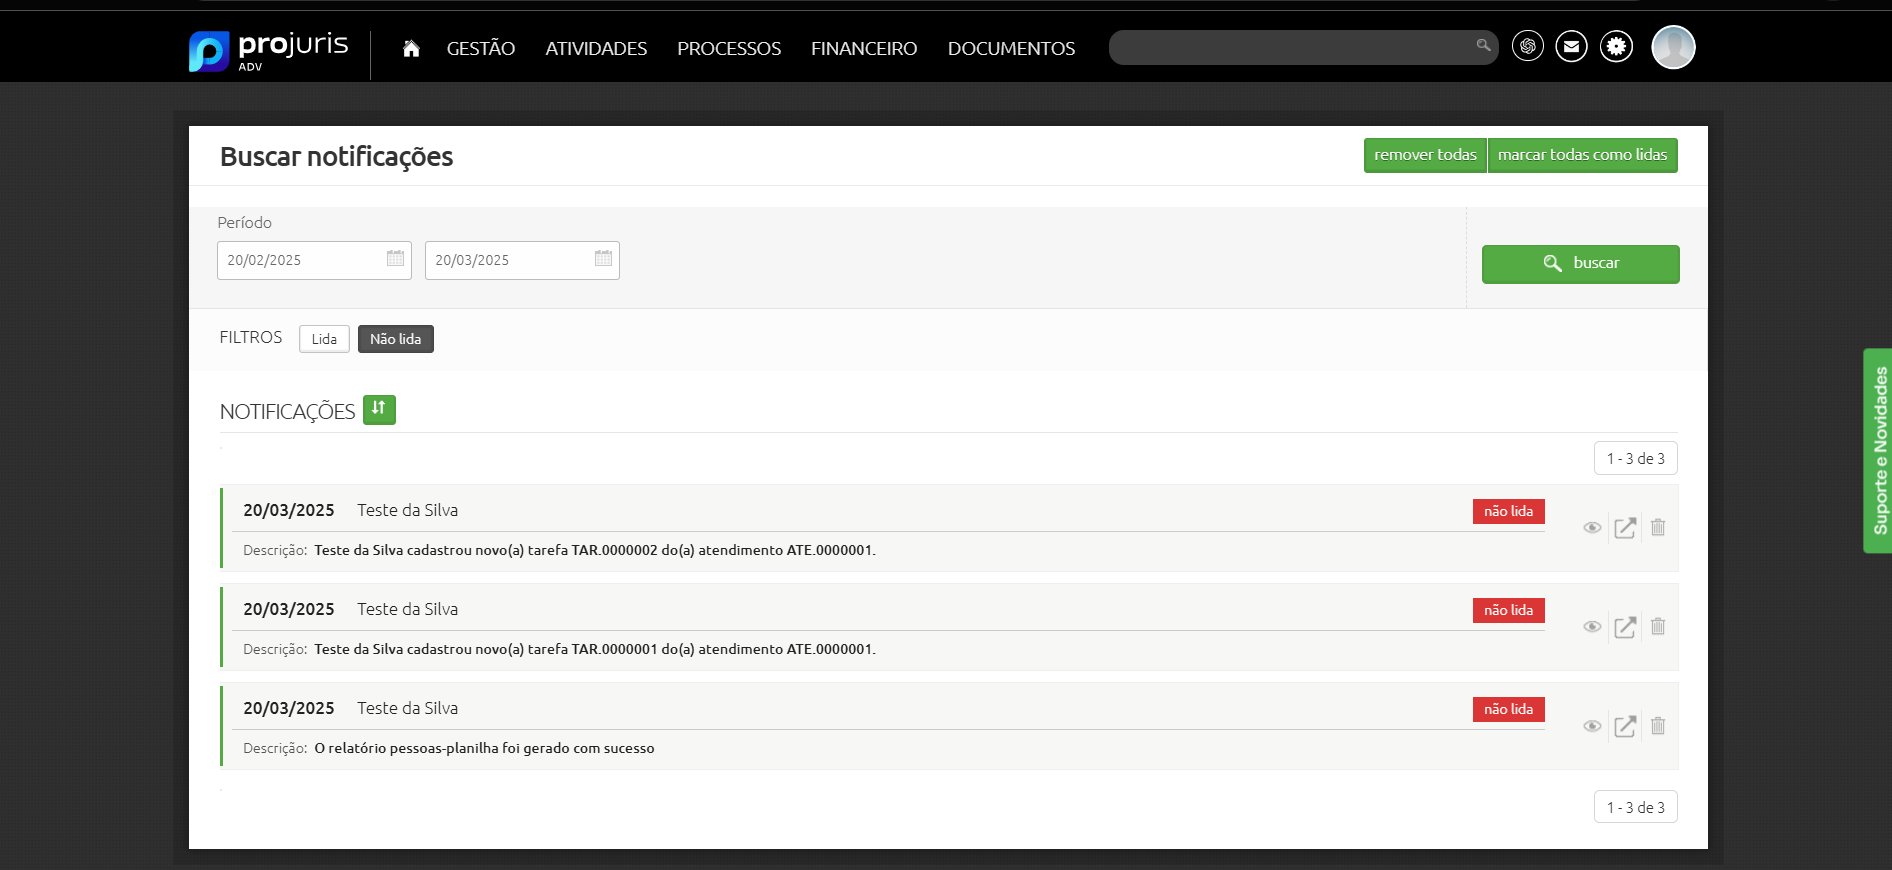 projuris
ADV
GESTÃO ATIVIDADES PROCESSOS FINANCEIRO DOCUMENTOS
Buscar notificações
remover todas marcar todas como lidas
Período
20/02/2025 20/03/2025
buscar
FILTROS Lida Não lida
NOTIFICAÇÕES
1 - 3 de 3
20/03/2025 Teste da Silva não lida
Descrição: Teste da Silva cadastrou novo(a) tarefa TAR.0000002 do(a) atendimento ATE.0000001.
20/03/2025 Teste da Silva não lida
Descrição: Teste da Silva cadastrou novo(a) tarefa TAR.0000001 do(a) atendimento ATE.0000001.
20/03/2025 Teste da Silva não lida
Descrição: O relatório pessoas-planilha foi gerado com sucesso
1 - 3 de 3
Suporte e Novidades